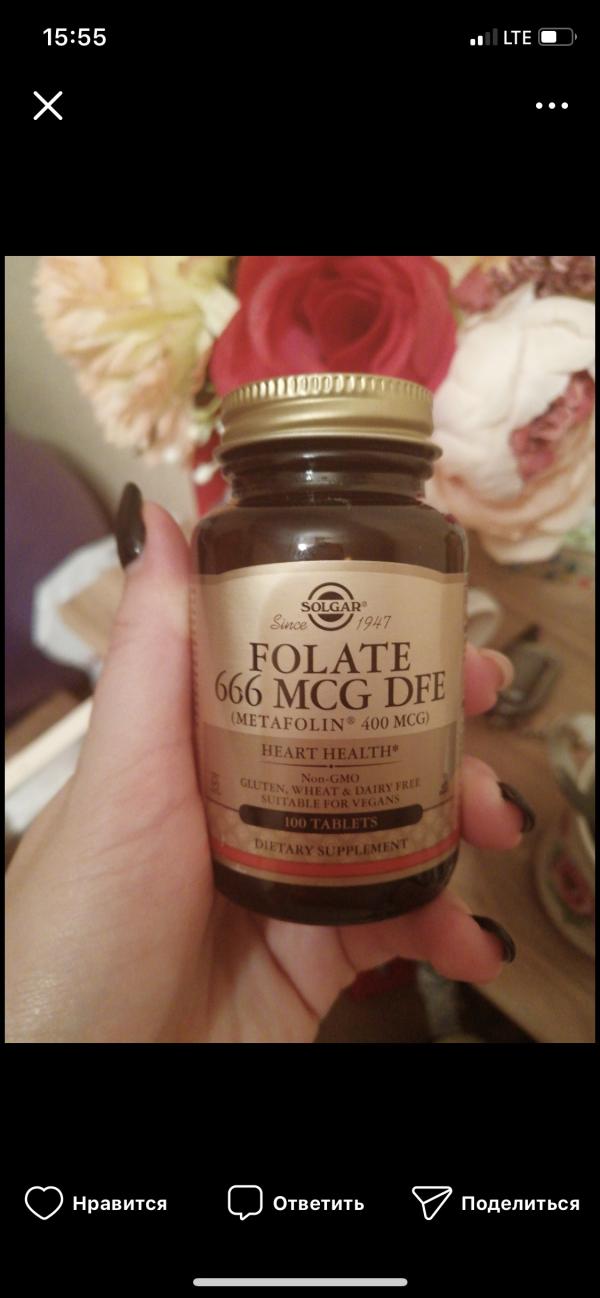 15:55
LTE
SOLGAR®
Since 1947
FOLATE
666 MCG DFE
(METAFOLIN® 400 MCG)
HEART HEALTH*
Non-GMO
GLUTEN, WHEAT & DAIRY FREE
SUITABLE FOR VEGANS
100 TABLETS
DIETARY SUPPLEMENT
Нравится
Ответить
Поделиться